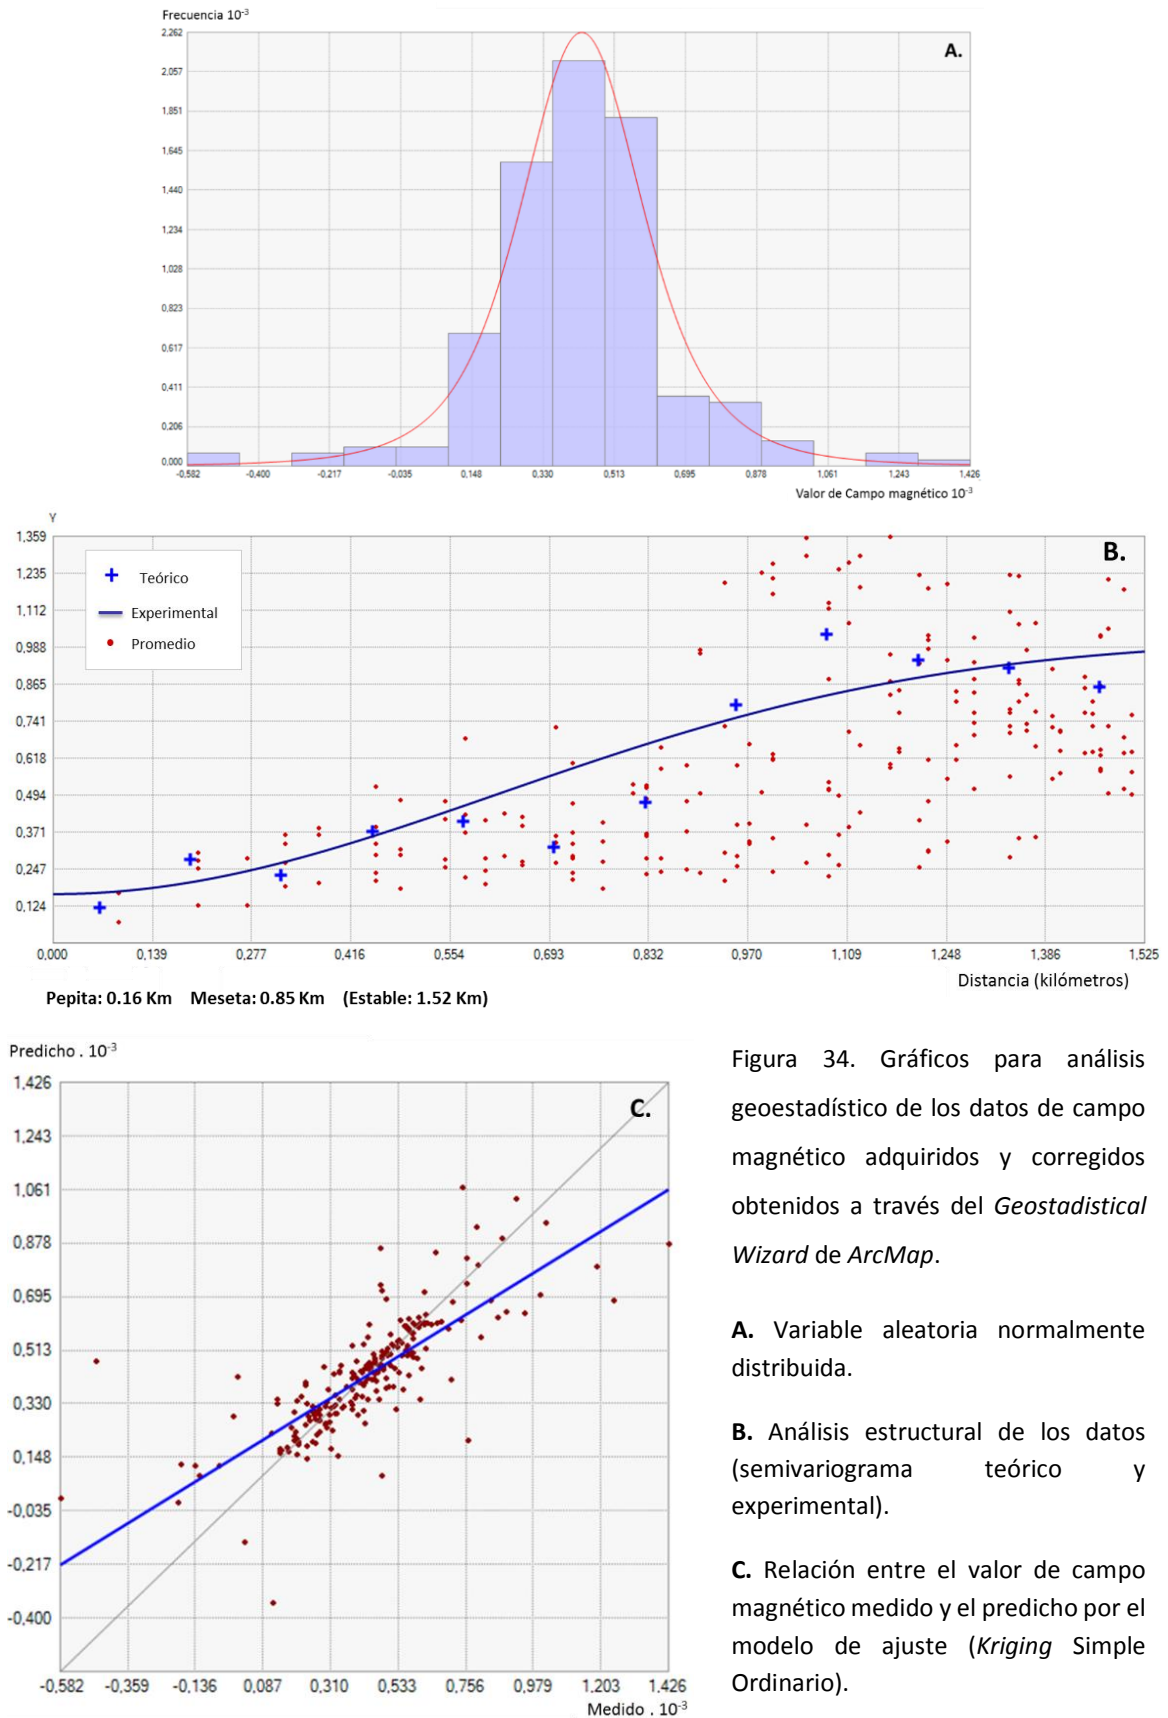 Frecuencia 10-3
2,262
2,057
1,851
1,645
1,440
1,234
1,028
0,823
0,617
0,411
0,206
0,000
A.
-0,582 -0,400 -0,217 -0,035 0,148 0,330 0,513 0,695 0,878 1,061 1,243 1,426
Valor de Campo magnético 10-3
Y
1,359
1,235
1,112
0,988
0,865
0,741
0,618
0,494
0,371
0,247
0,124
Teórico
Experimental
Promedio
B.
0,000 0,139 0,277 0,416 0,554 0,693 0,832 0,970 1,109 1,248 1,386 1,525
Distancia (kilómetros)
Pepita: 0.16 Km Meseta: 0.85 Km (Estable: 1.52 Km)
Predicho . 10-3
1,426
1,243
1,061
0,878
0,695
0,513
0,330
0,148
-0,035
-0,217
-0,400
C.
-0,582 -0,359 -0,136 0,087 0,310 0,533 0,756 0,979 1,203 1,426
Medido . 10-3
Figura 34. Gráficos para análisis
geoestadístico de los datos de campo
magnético adquiridos y corregidos
obtenidos a través del Geostadistical
Wizard de ArcMap.
A. Variable aleatoria normalmente
distribuida.
B. Análisis estructural de los datos
(semivariograma teórico y
experimental).
C. Relación entre el valor de campo
magnético medido y el predicho por el
modelo de ajuste (Kriging Simple
Ordinario).